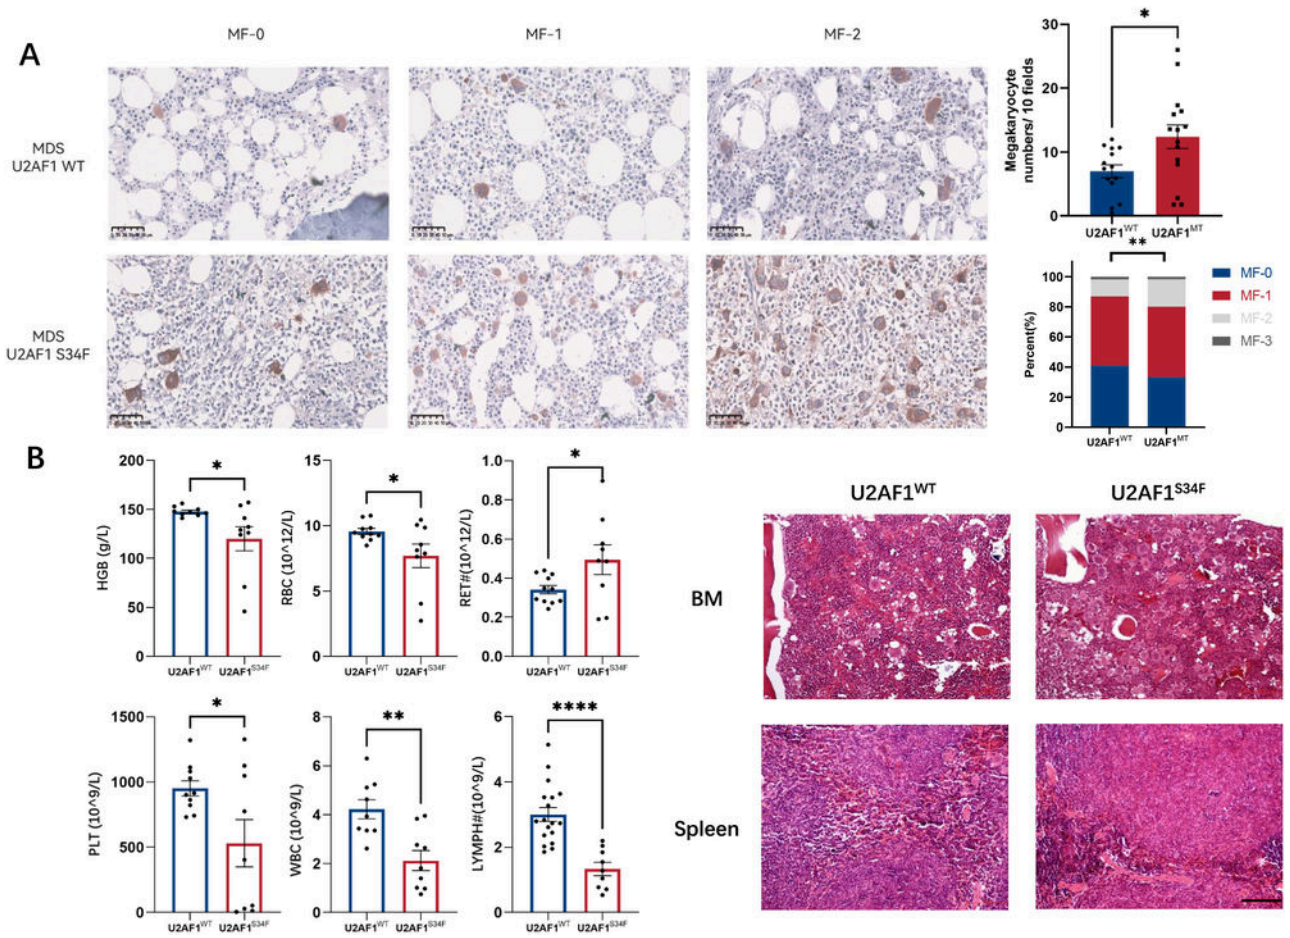 A
MF-0
MF-1
MF-2
MDS
U2AF1 WT
MDS
U2AF1 S34F
Megakaryocyte
numbers/ 10 fields
30
20
10
0
*
U2AF1WT
U2AF1MT
**
Percent(%)
100
80
60
40
20
0
U2AF1WT
U2AF1MT
MF-0
MF-1
MF-2
MF-3
B
HGB (g/L)
200
150
100
50
0
*
U2AF1WT
U2AF1S34F
RBC (10^12/L)
15
10
5
0
*
U2AF1WT
U2AF1S34F
RET#(10^12/L)
1.0
0.8
0.6
0.4
0.2
0.0
*
U2AF1WT
U2AF1S34F
PLT (10^9/L)
1500
1000
500
0
*
U2AF1WT
U2AF1S34F
WBC (10^9/L)
8
6
4
2
0
**
U2AF1WT
U2AF1S34F
LYMPH#(10^9/L)
6
4
2
0
****
U2AF1WT
U2AF1S34F
U2AF1WT
U2AF1S34F
BM
Spleen